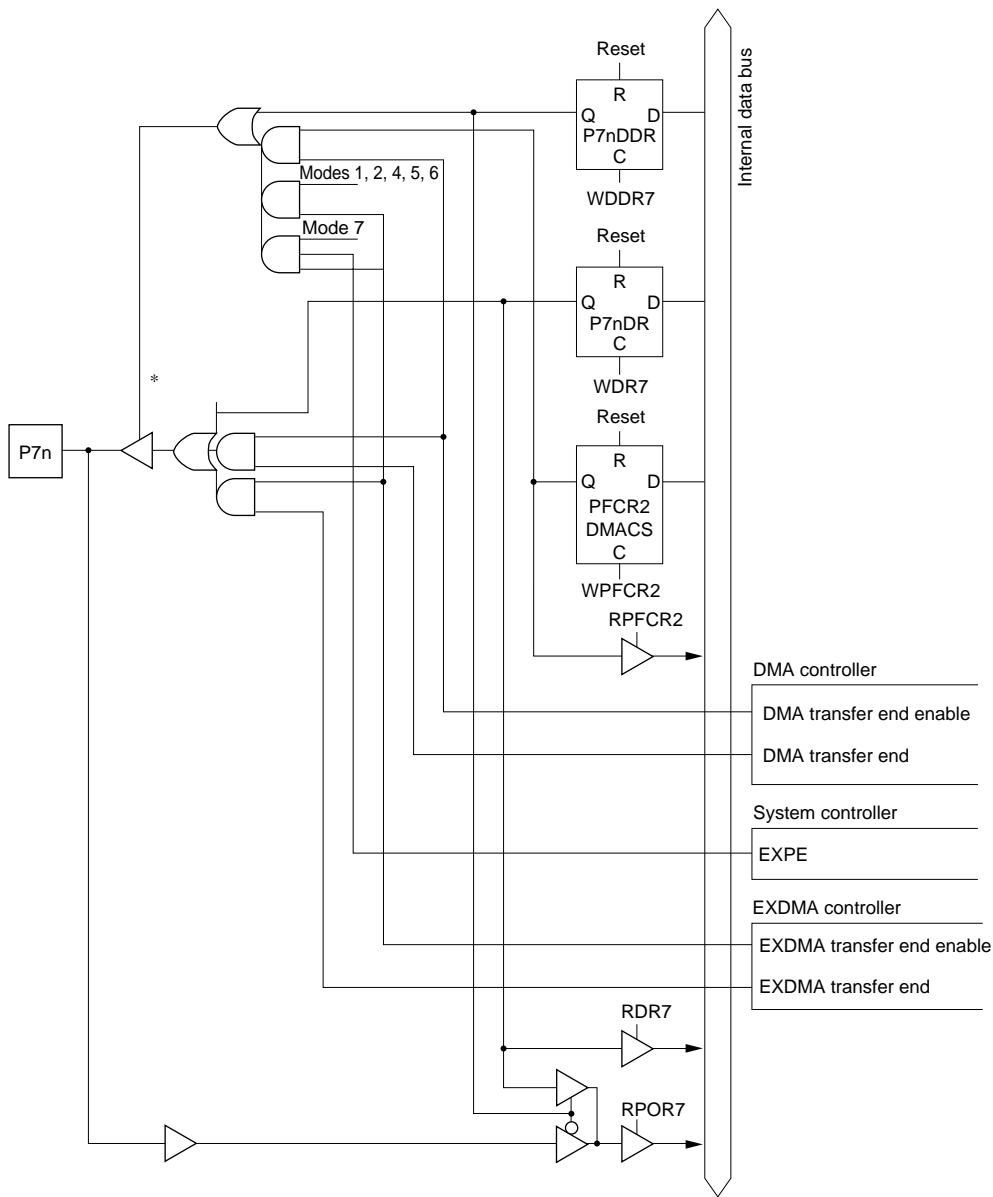 Reset
R
Q D
P7nDDR
C
WDDR7
Internal data bus
Modes 1, 2, 4, 5, 6
Mode 7
Reset
R
Q D
P7nDR
C
WDR7
*
P7n
Reset
R
Q D
PFCR2
DMACS
C
WPFCR2
RPFCR2
DMA controller
DMA transfer end enable
DMA transfer end
System controller
EXPE
EXDMA controller
EXDMA transfer end enable
EXDMA transfer end
RDR7
RPOR7